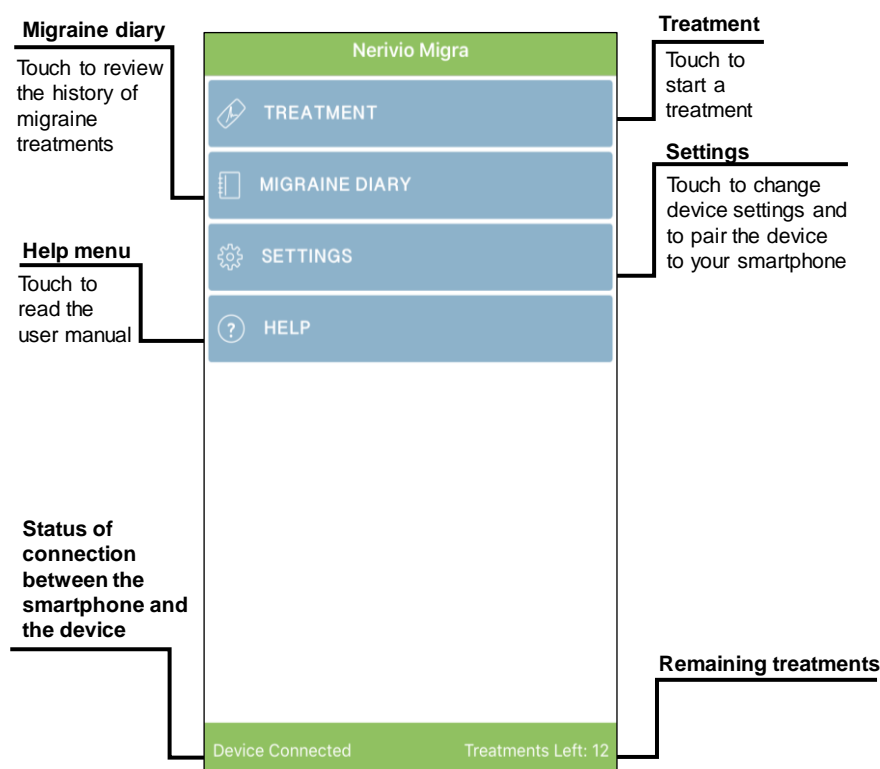 Migraine diary
Touch to review
the history of
migraine
treatments
Help menu
Touch to
read the
user manual
Status of
connection
between the
smartphone and
the device
Nerivio Migra
TREATMENT
MIGRAINE DIARY
SETTINGS
HELP
Device Connected
Treatments Left: 12
Treatment
Touch to
start a
treatment
Settings
Touch to change
device settings and
to pair the device
to your smartphone
Remaining treatments